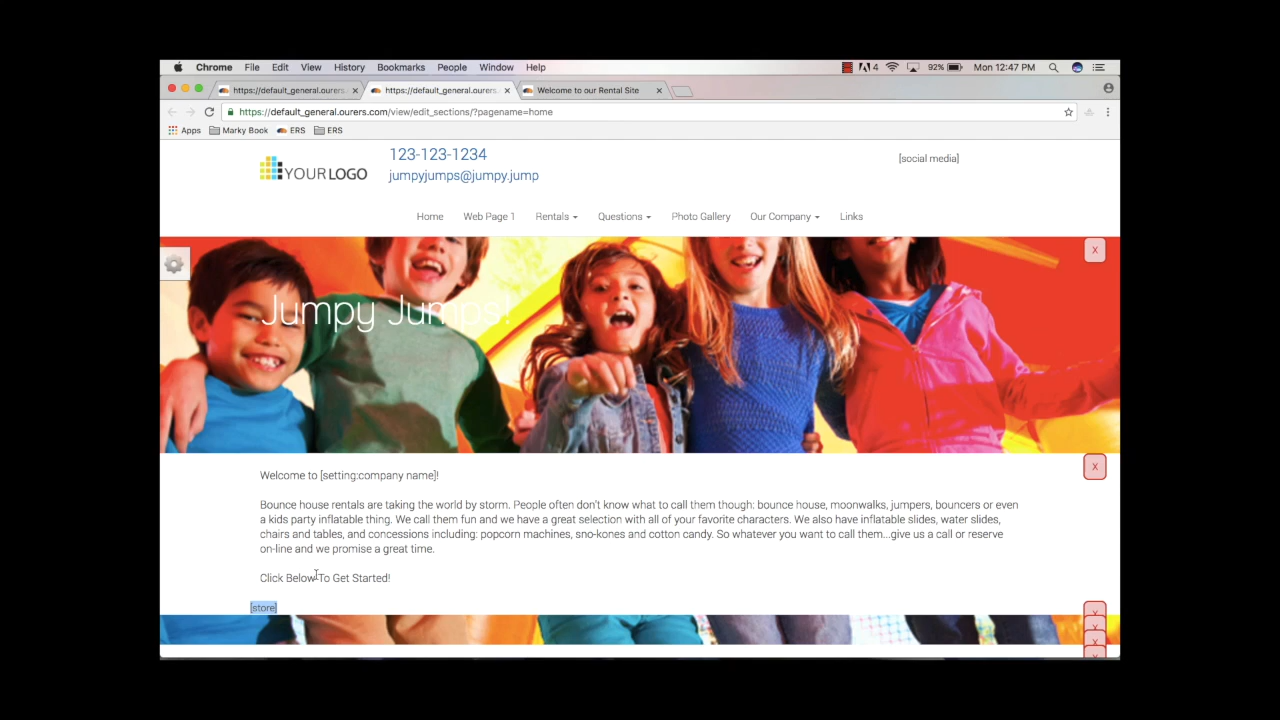 Chrome File Edit View History Bookmarks People Window Help 4 92% Mon 12:47 PM
https://default_general.ourers. https://default_general.ourers. Welcome to our Rental Site
https://default_general.ourers.com/view/edit_sections/?pagename=home
Apps Marky Book ERS ERS
123-123-1234
[social media]
YOUR LOGO
jumpyjumps@jumpy.jump
Home Web Page 1 Rentals Questions Photo Gallery Our Company Links
X
Jumpy Jumps!
X
Welcome to [setting:company name]!
Bounce house rentals are taking the world by storm. People often don't know what to call them though: bounce house, moonwalks, jumpers, bouncers or even
a kids party inflatable thing. We call them fun and we have a great selection with all of your favorite characters. We also have inflatable slides, water slides,
chairs and tables, and concessions including: popcorn machines, sno-kones and cotton candy. So whatever you want to call them...give us a call or reserve
on-line and we promise a great time.
Click Below To Get Started!
[store]
X
X
X
X